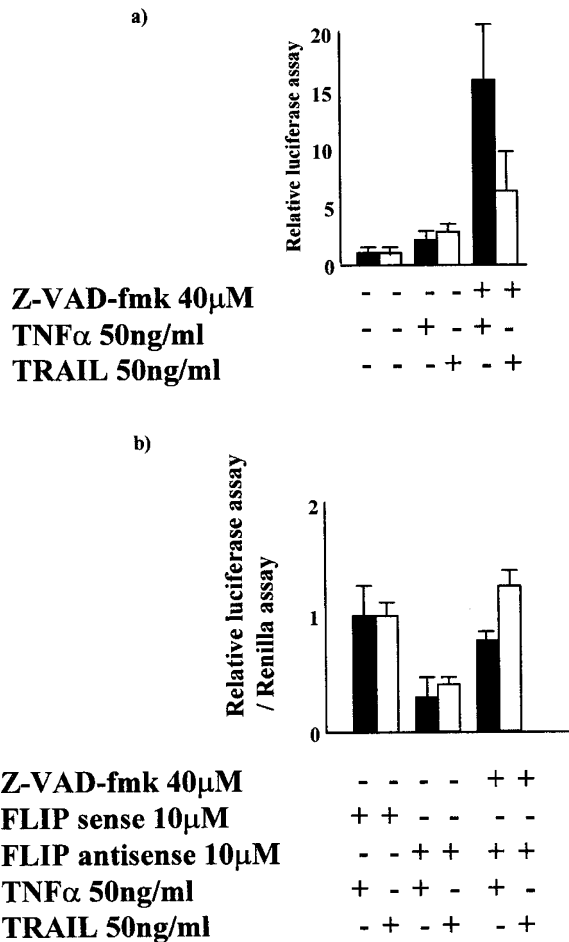 a)
20
15
10
5
0
Relative luciferase assay
Z-VAD-fmk 40μM - - - - + +
TNFα 50ng/ml - - + - + -
TRAIL 50ng/ml - - - + - +
b)
2
1
0
Relative luciferase assay
/ Renilla assay
Z-VAD-fmk 40μM - - - - + +
FLIP sense 10μM + + - - - -
FLIP antisense 10μM - - + + + +
TNFα 50ng/ml + - + - + -
TRAIL 50ng/ml - + - + - +